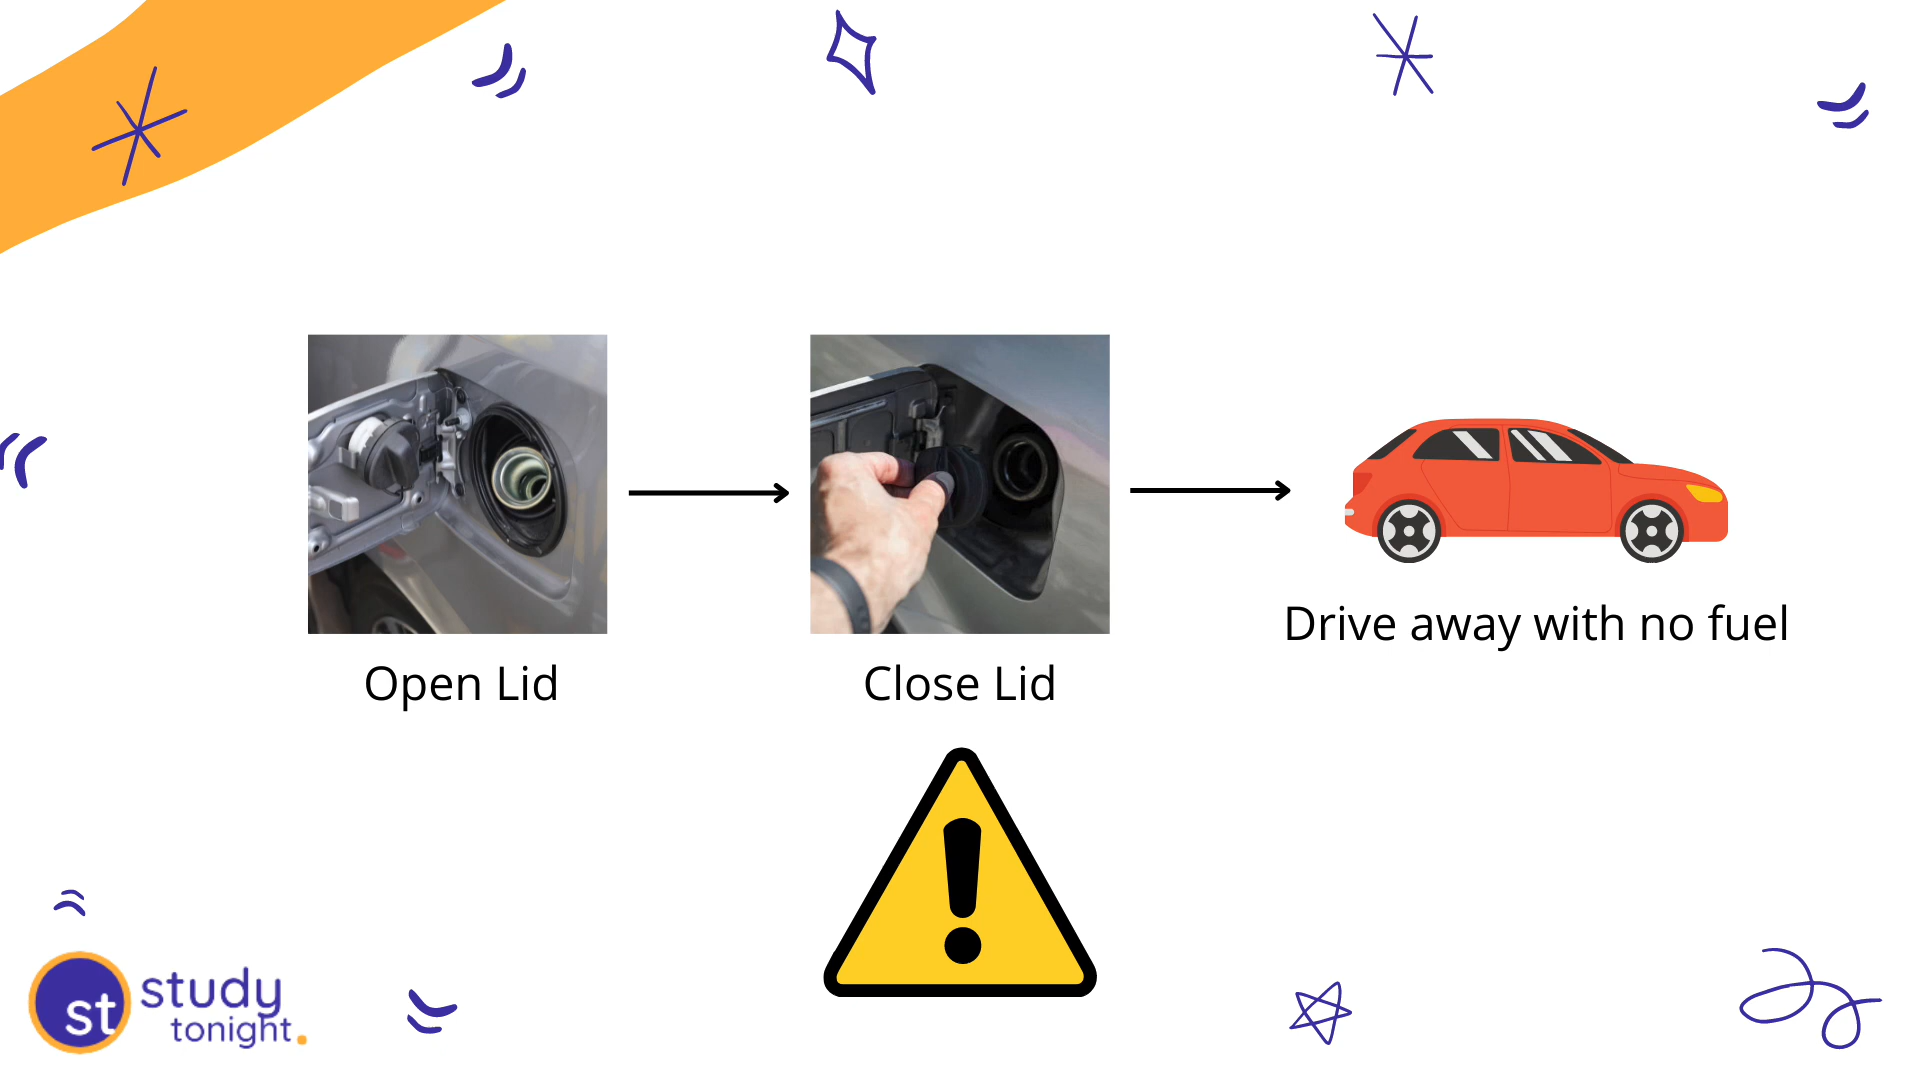 Open Lid
Close Lid
Drive away with no fuel
st
study
tonight.